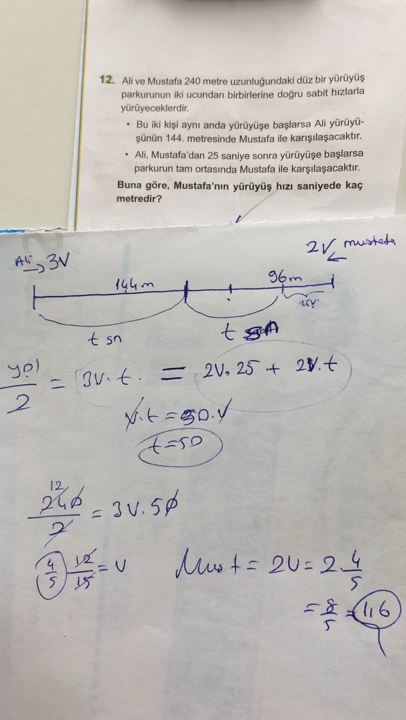 12. Ali ve Mustafa 240 metre uzunluğundaki düz bir yürüyüş
parkurunun iki ucundan birbirlerine doğru sabit hızlarla
yürüyeceklerdir.
• Bu iki kişi aynı anda yürüyüşe başlarsa Ali yürüyü-
şünün 144. metresinde Mustafa ile karışılaşacaktır.
• Ali, Mustafa'dan 25 saniye sonra yürüyüşe başlarsa
parkurun tam ortasında Mustafa ile karşılaşacaktır.
Buna göre, Mustafa'nın yürüyüş hızı saniyede kaç
metredir?
Ali 3V 2V mustafa
144m 96m
t sn t
yol/2 = 3V.t. = 2V.25 + 2V.t
V.t = 50.V
t=50
12
240/2 = 3V.50
4/5 12/15 = V Must = 2V = 2.4/5
= 8/5 = 1,6